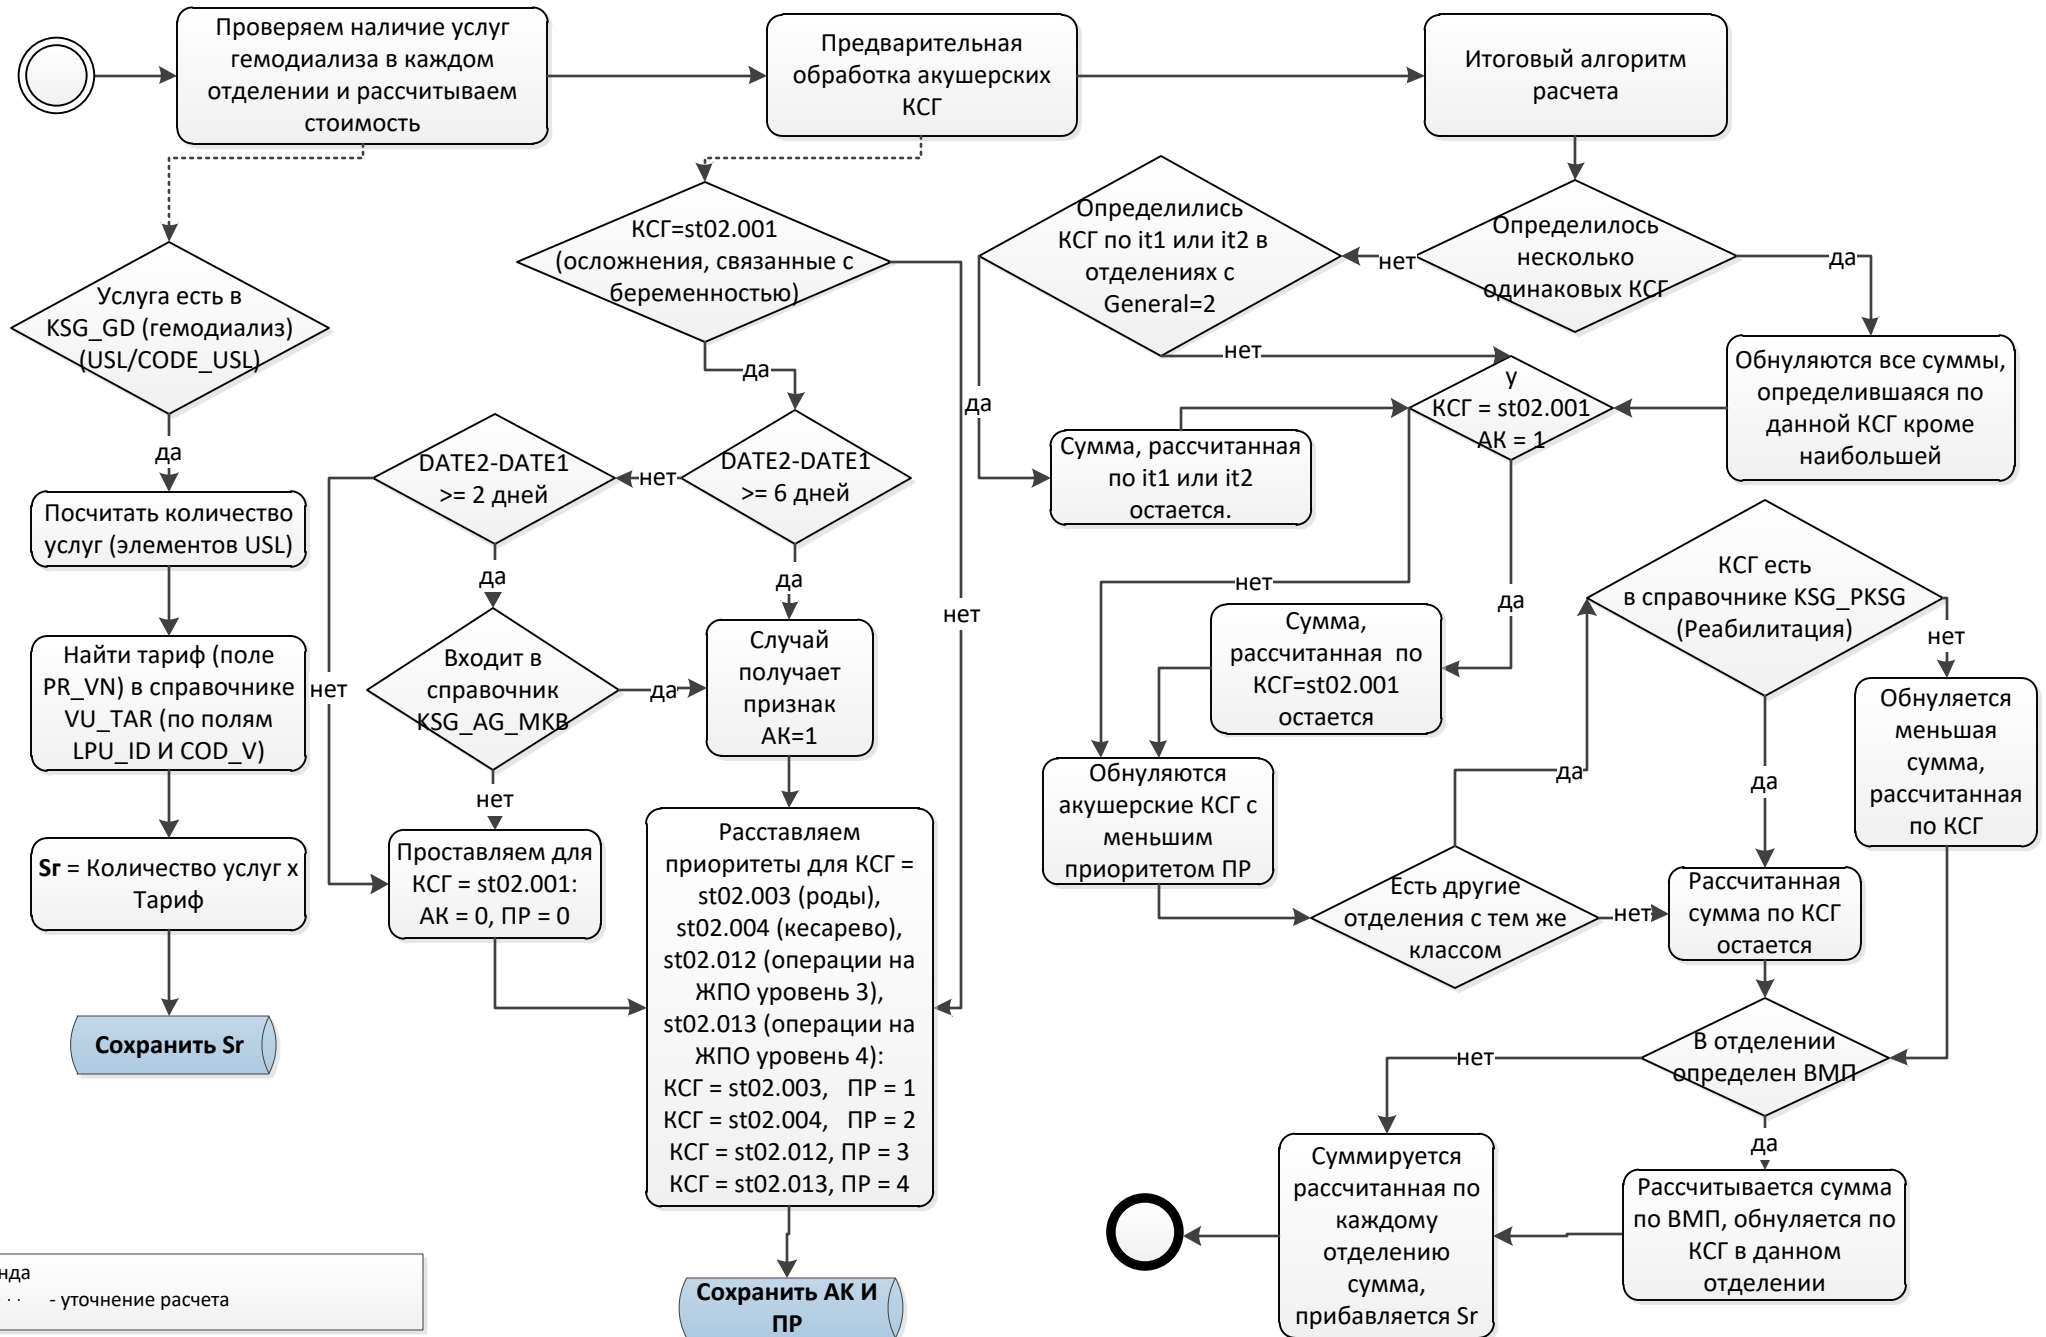 Проверяем наличие услуг
гемодиализа в каждом
отделении и рассчитываем
стоимость
Предварительная
обработка акушерских
КСГ
Итоговый алгоритм
расчета
Услуга есть в
KSG_GD (гемодиализ)
(USL/CODE_USL)
да
Посчитать количество
услуг (элементов USL)
Найти тариф (поле
PR_VN) в справочнике
VU_TAR (по полям
LPU_ID И COD_V)
Sr = Количество услуг х
Тариф
Сохранить Sr
КСГ=st02.001
(осложнения, связанные с
беременностью)
да
нет
DATE2-DATE1
>= 6 дней
нет
DATE2-DATE1
>= 2 дней
да
да
нет
Входит в
справочник
KSG_AG_MKB
да
нет
Случай
получает
признак
АК=1
Проставляем для
КСГ = st02.001:
АК = 0, ПР = 0
Расставляем
приоритеты для КСГ =
st02.003 (роды),
st02.004 (кесарево),
st02.012 (операции на
ЖПО уровень 3),
st02.013 (операции на
ЖПО уровень 4):
КСГ = st02.003, ПР = 1
КСГ = st02.004, ПР = 2
КСГ = st02.012, ПР = 3
КСГ = st02.013, ПР = 4
Сохранить АК И
ПР
Определилось
несколько
одинаковых КСГ
нет
да
Определились
КСГ по it1 или it2 в
отделениях с
General=2
нет
да
Обнуляются все суммы,
определившаяся по
данной КСГ кроме
наибольшей
Сумма, рассчитанная
по it1 или it2
остается.
у
КСГ = st02.001
АК = 1
нет
да
Сумма,
рассчитанная по
КСГ=st02.001
остается
Обнуляются
акушерские КСГ с
меньшим
приоритетом ПР
Есть другие
отделения с тем же
классом
да
нет
КСГ есть
в справочнике KSG_PKSG
(Реабилитация)
да
нет
Обнуляется
меньшая
сумма,
рассчитанная
по КСГ
Рассчитанная
сумма по КСГ
остается
В отделении
определен ВМП
нет
да
Рассчитывается сумма
по ВМП, обнуляется по
КСГ в данном
отделении
Суммируется
рассчитанная по
каждому
отделению
сумма,
прибавляется Sr
нда
- уточнение расчета